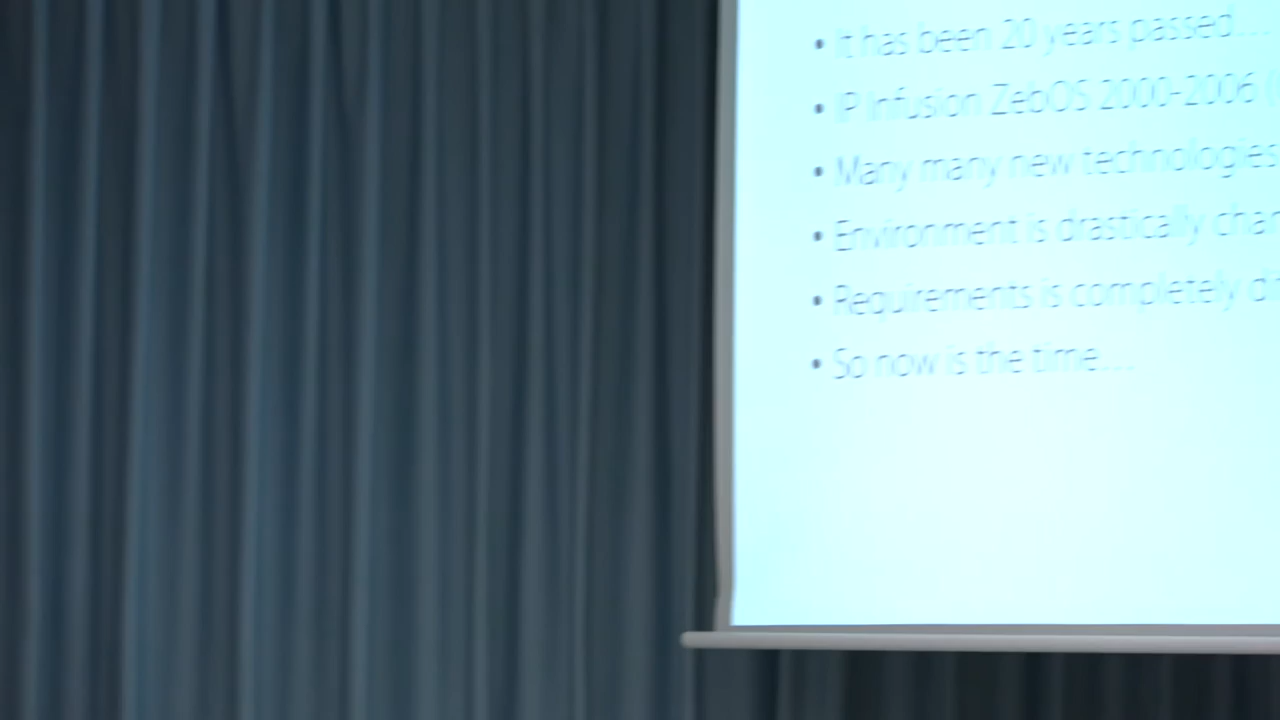 • It has been 20 years passed...
• IP Infusion ZebOS 2000-2006 (
• Many many new technologies
• Environment is drastically
• Requirements is completely
• So now is the time...